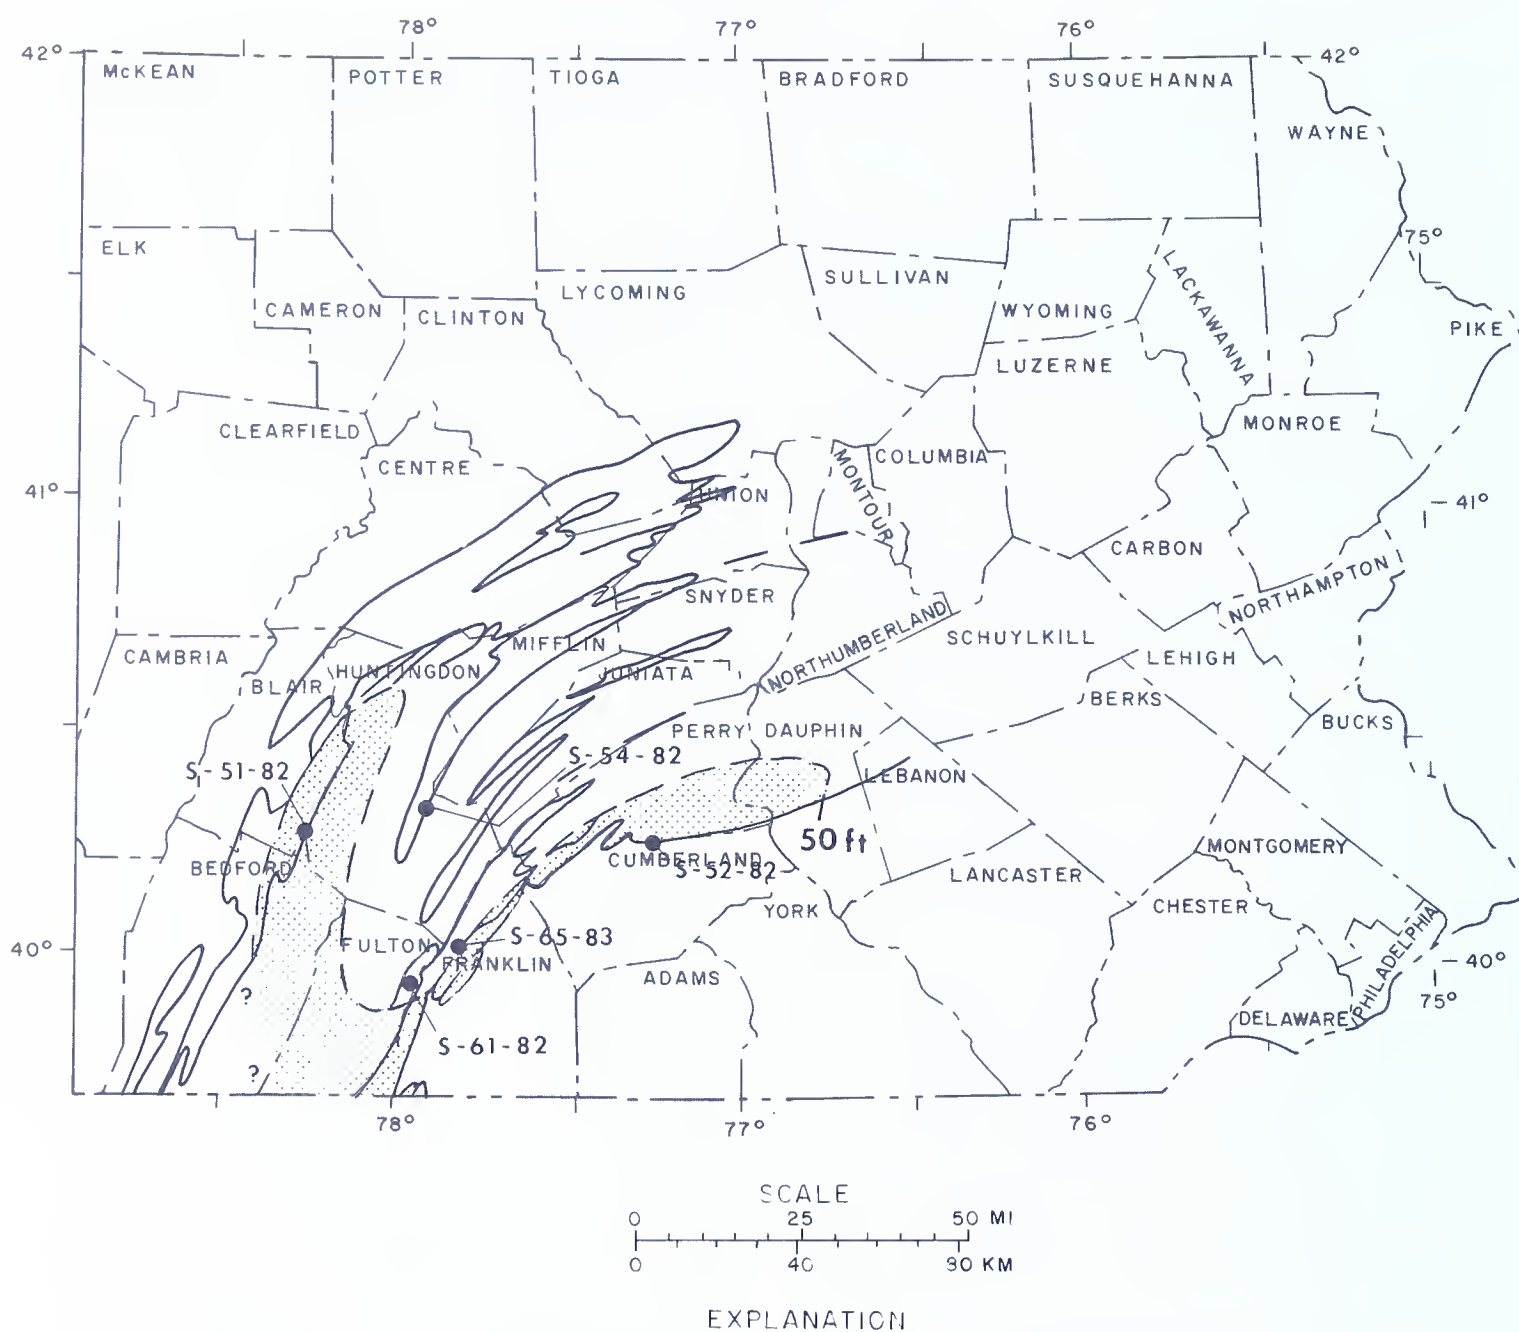 78° 77° 76°
42° 42°
McKEAN POTTER TIOGA BRADFORD SUSQUEHANNA
WAYNE
ELK
75°
SULLIVAN
LACKAWANNA
LYCOMING
CAMERON CLINTON WYOMING
PIKE
LUZERNE
CLEARFIELD MONROE
CENTRE COLUMBIA
MONTOUR
41° UNION 41°
CARBON
NORTHAMPTON
SNYDER
NORTHUMBERLAND
SCHUYLKILL
MIFFLIN
CAMBRIA LEHIGH
HUNTINGDON JUNIATA
BLAIR BERKS
PERRY DAUPHIN BUCKS
S-54-82
S-51-82 LEBANON
50 ft
CUMBERLAND MONTGOMERY
BEDFORD S-52-82 LANCASTER
YORK CHESTER
PHILADELPHIA
S-65-83
40° FULTON FRANKLIN 40°
ADAMS
? 75°
DELAWARE
S-61-82
?
78° 77° 76°
SCALE
0 25 50 MI
0 40 80 KM
EXPLANATION